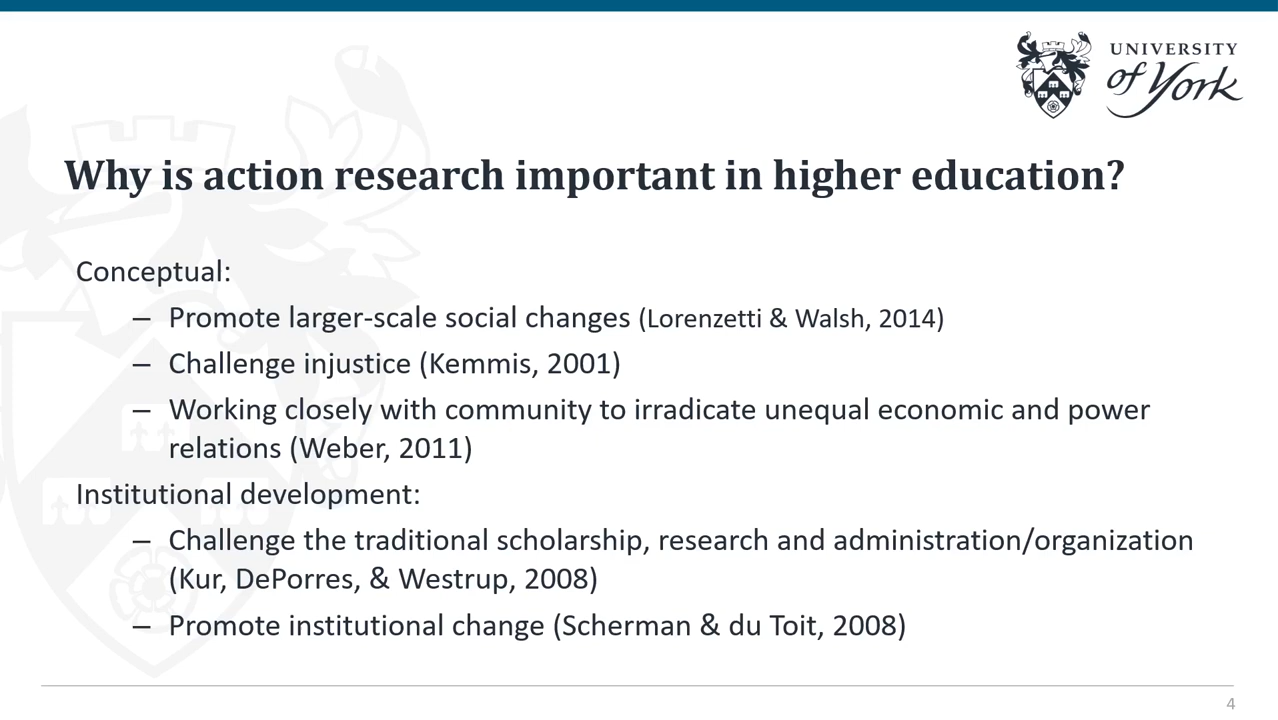 UNIVERSITY
of York
Why is action research important in higher education?
Conceptual:
– Promote larger-scale social changes (Lorenzetti & Walsh, 2014)
– Challenge injustice (Kemmis, 2001)
– Working closely with community to irradicate unequal economic and power
relations (Weber, 2011)
Institutional development:
– Challenge the traditional scholarship, research and administration/organization
(Kur, DePorres, & Westrup, 2008)
– Promote institutional change (Scherman & du Toit, 2008)
4